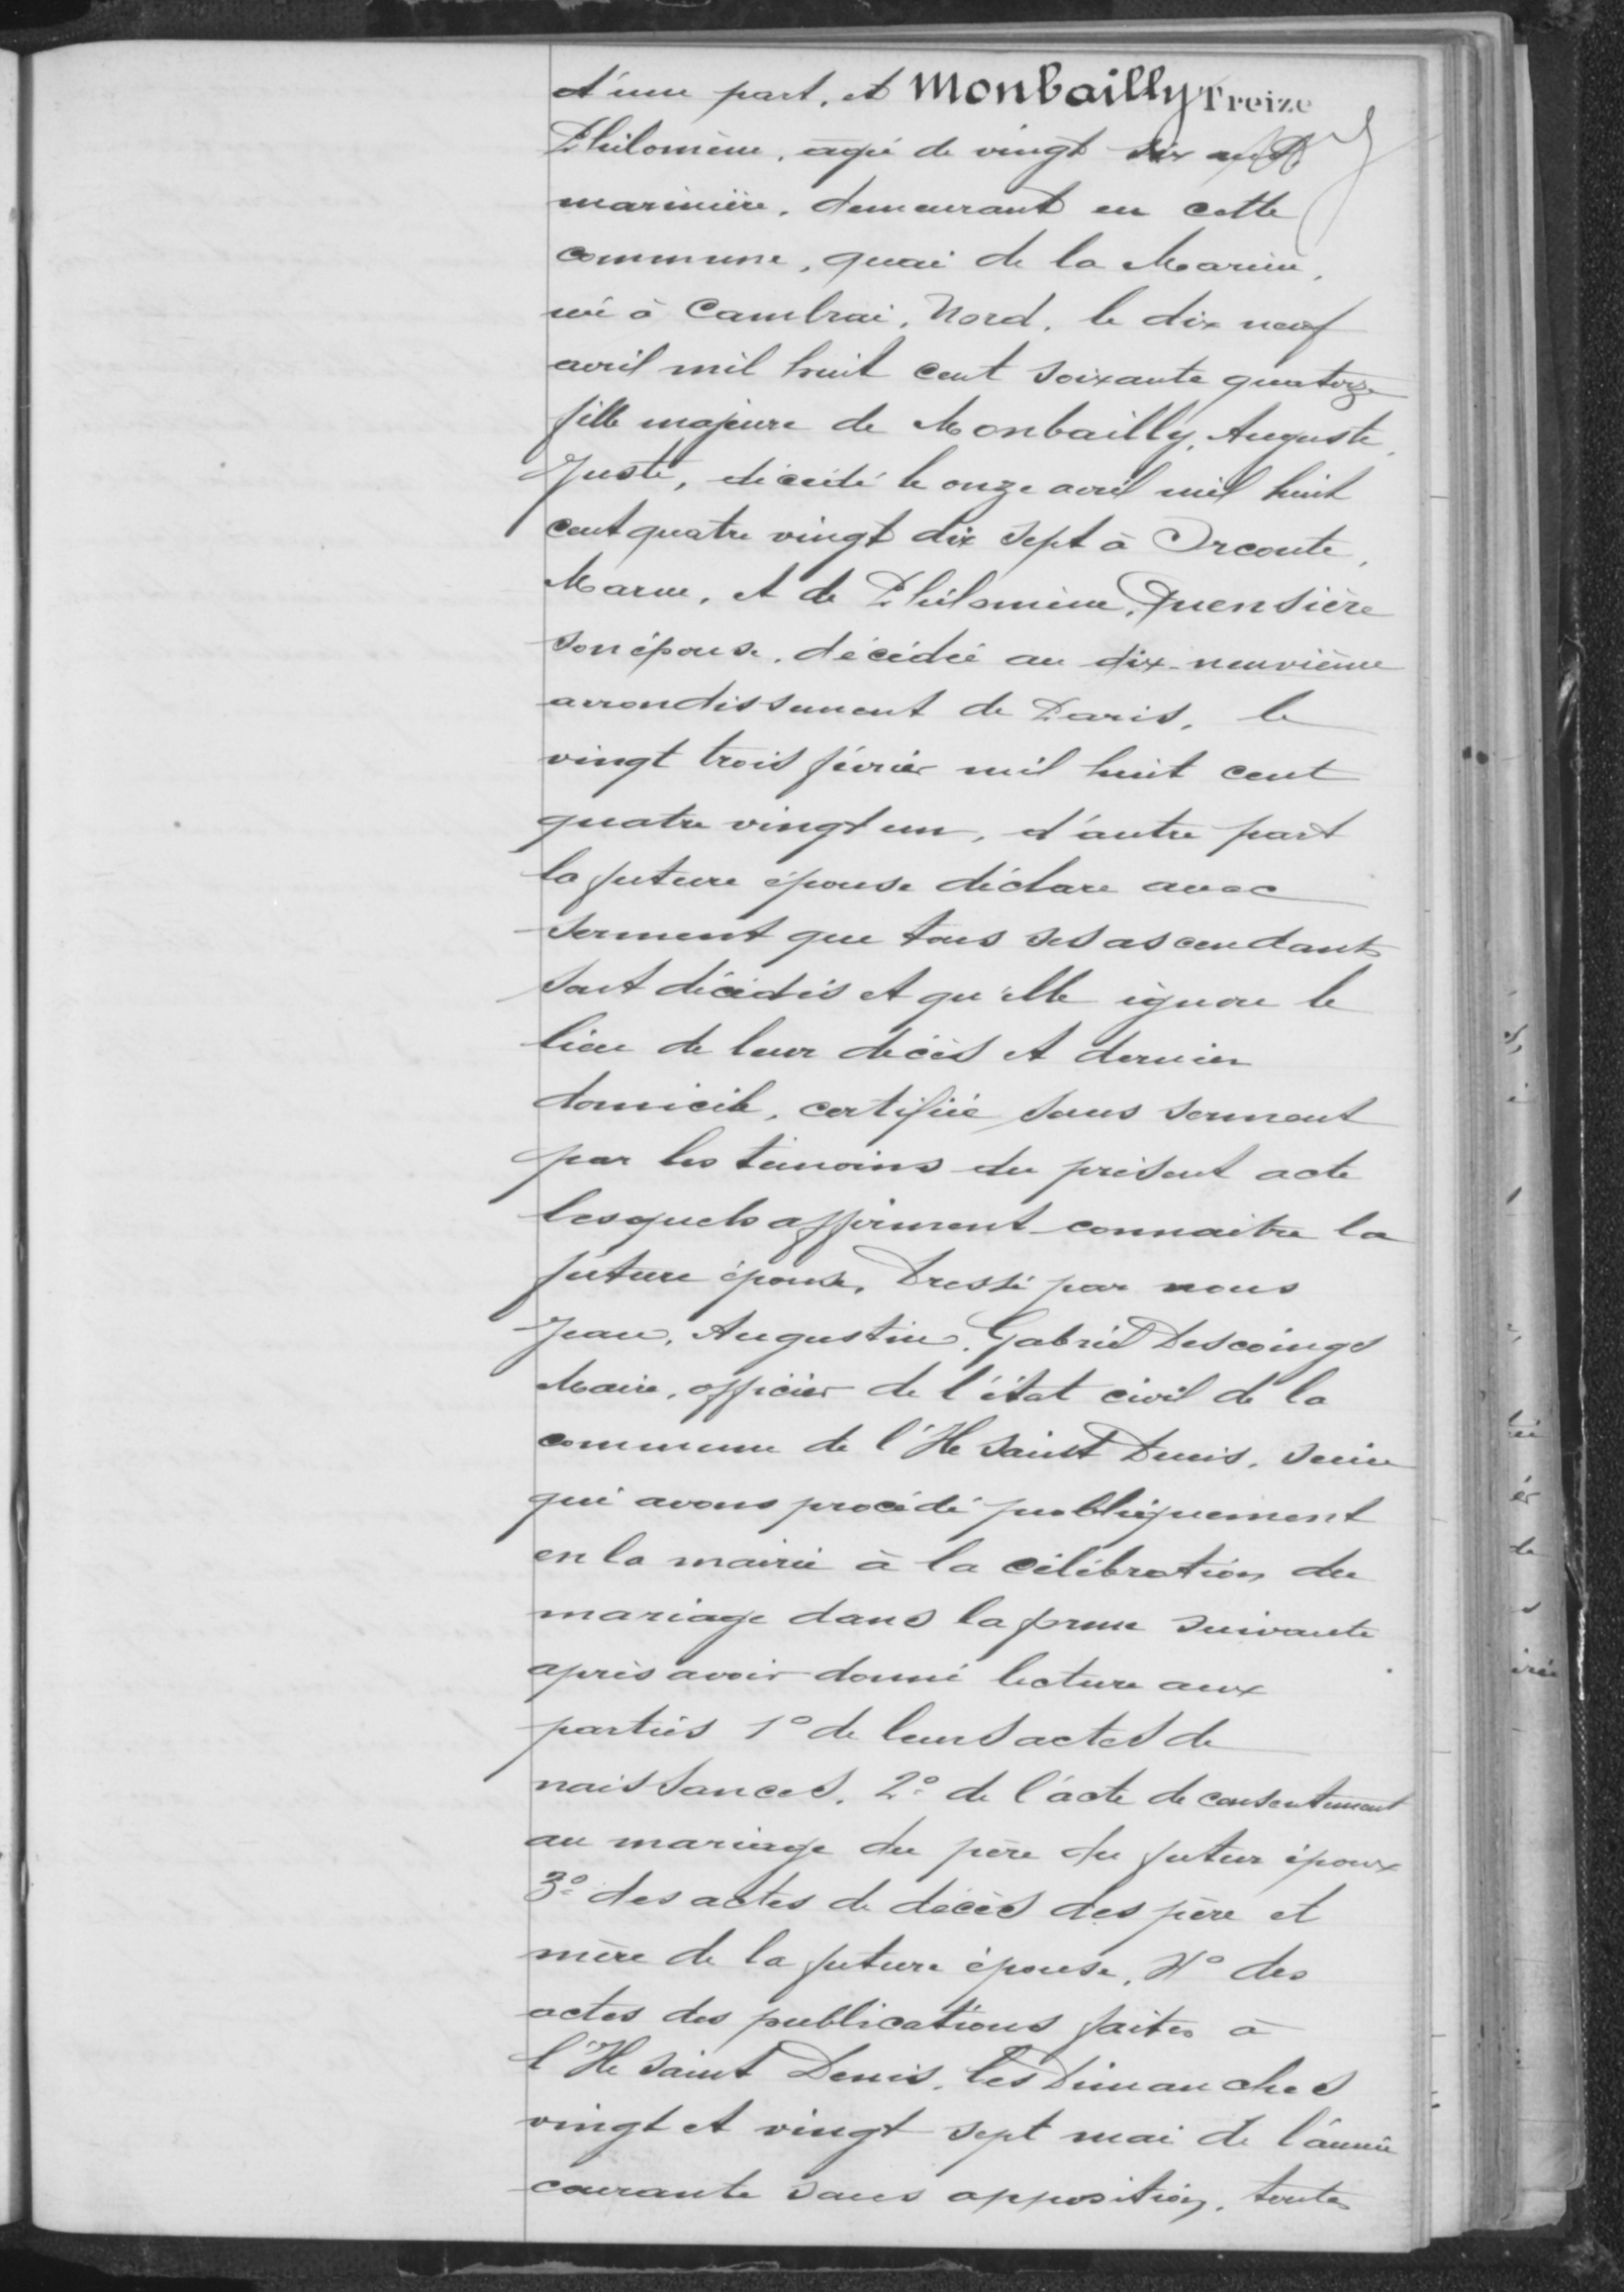 d'une part, et Monbailly Treize
Philomène, agée de vingt six ans
marinière, demeurant en cette
commune, quai de la Marine,
née à Cambrai, Nord, le dix neuf
avril mil huit cent soixante quatorze
fille majeure de Monbailly, Auguste,
Juste, décédé le onze avril mil huit
cent quatre vingt dix sept à Orconte,
Marne, et de Philomène, Quensière
son épouse, décédée au dix-neuvième
arrondissement de Paris, le
vingt trois février mil huit cent
quatre vingt un, d'autre part
la future épouse déclare avec
serment que tous ses ascendants
sont décédés et qu'elle ignore le
lieu de leur décès et dernier
domicile, certifiée sous serment
par les témoins du présent acte
lesquels affirment connaitre la
future épouse, Dressé par nous
Jean, Augustin, Gabriel Descoinges
Maire, officier de l'état civil de la
commune de l'Ile Saint Denis, Seine
qui avons procédé publiquement
en la mairie à la célébration du
mariage dans la forme suivante
après avoir donné lecture aux
parties 1° de leurs actes de
naissances, 2° de l'acte de consentement
au mariage du père du futur époux
3° des actes de décès des père et
mère de la future épouse, 4° des
actes des publications faites à
l'Ile Saint Denis, les Dimanches
vingt et vingt sept mai de l'année
courante sans opposition, toutes